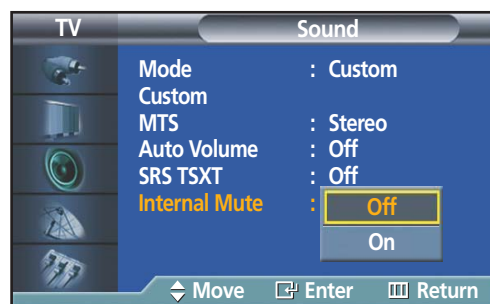 TV Sound
Mode : Custom
Custom
MTS : Stereo
Auto Volume : Off
SRS TSXT : Off
Internal Mute : Off
On
Move Enter Return